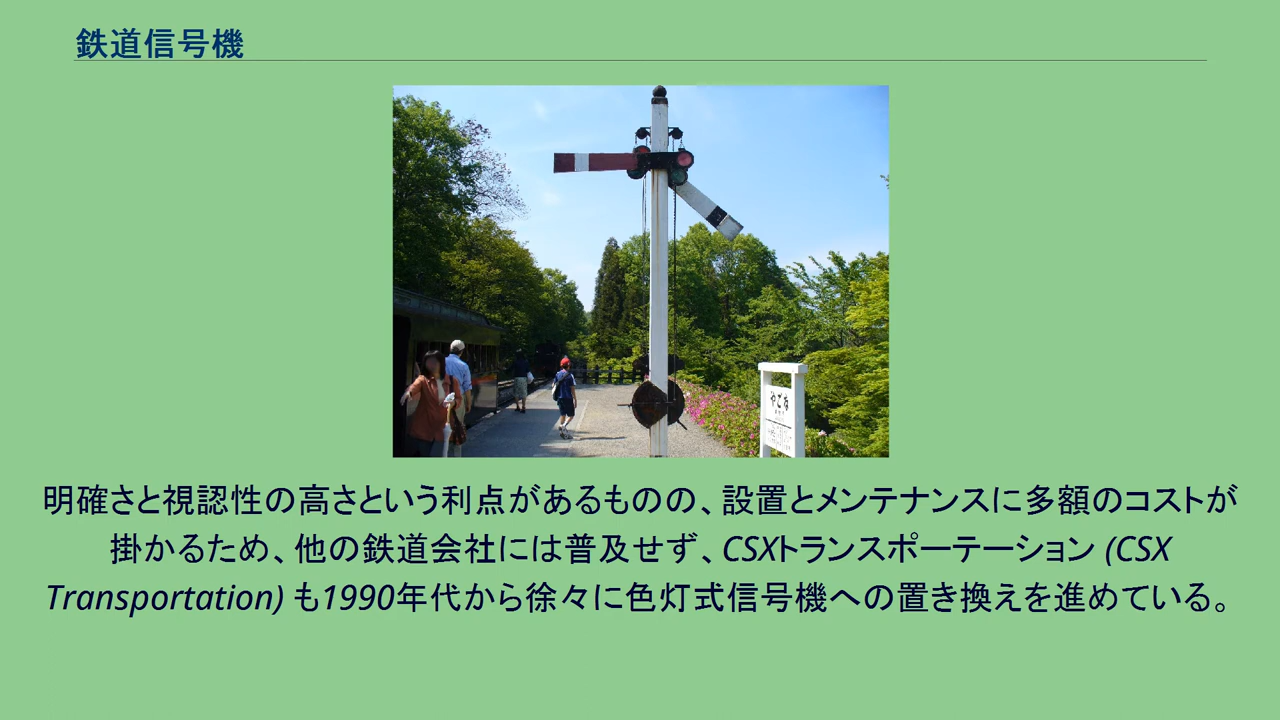 鉄道信号機
やごな
明確さと視認性の高さという利点があるものの、設置とメンテナンスに多額のコストが
掛かるため、他の鉄道会社には普及せず、CSXトランスポーテーション (CSX
Transportation) も1990年代から徐々に色灯式信号機への置き換えを進めている。